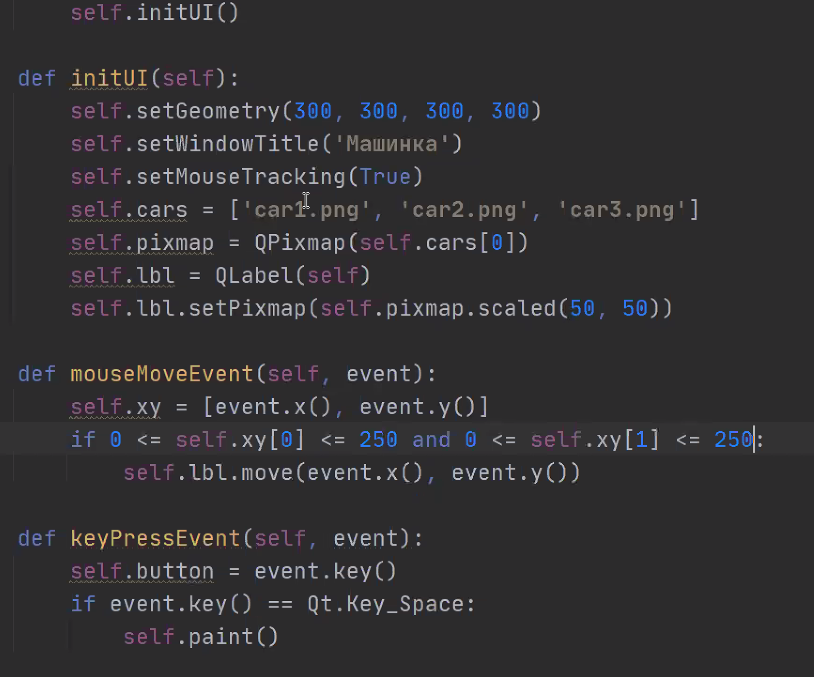 self.initUI()
def initUI(self):
self.setGeometry(300, 300, 300, 300)
self.setWindowTitle('Машинка')
self.setMouseTracking(True)
self.cars = ['car1.png', 'car2.png', 'car3.png']
self.pixmap = QPixmap(self.cars[0])
self.lbl = QLabel(self)
self.lbl.setPixmap(self.pixmap.scaled(50, 50))
def mouseMoveEvent(self, event):
self.xy = [event.x(), event.y()]
if 0 <= self.xy[0] <= 250 and 0 <= self.xy[1] <= 250:
self.lbl.move(event.x(), event.y())
def keyPressEvent(self, event):
self.button = event.key()
if event.key() == Qt.Key_Space:
self.paint()